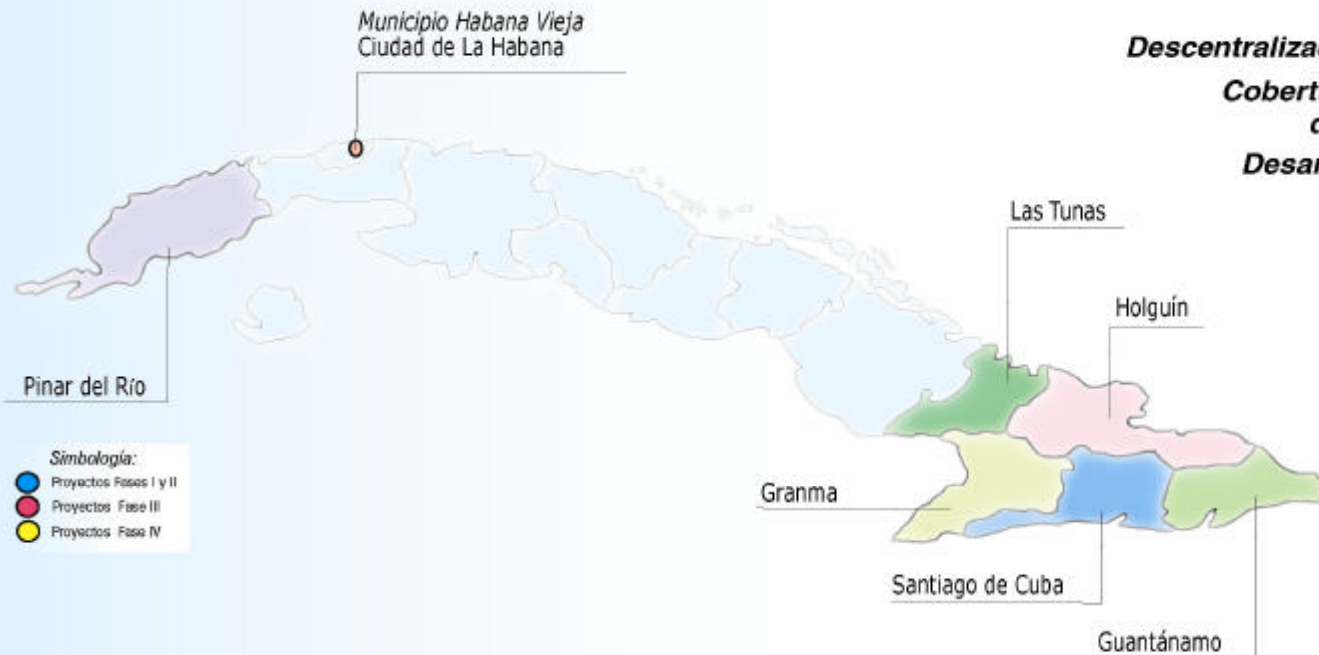 Municipio Habana Vieja
Ciudad de La Habana
Las Tunas
Holguín
Pinar del Río
Simbología:
Proyectos Fases I y II
Proyectos Fase III
Proyectos Fase IV
Granma
Santiago de Cuba
Guantánamo